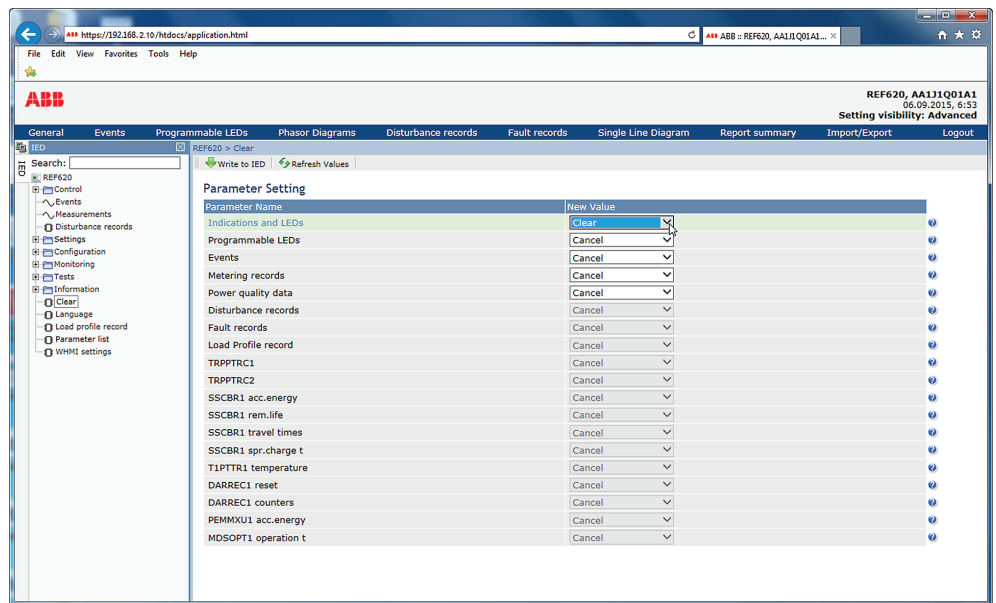 https://192.168.2.10/htdocs/application.html
ABB :: REF620, AA1J1Q01A1...
File Edit View Favorites Tools Help
ABB
REF620, AA1J1Q01A1
06.09.2015, 6:53
Setting visibility: Advanced
General Events Programmable LEDs Phasor Diagrams Disturbance records Fault records Single Line Diagram Report summary Import/Export Logout
IED
REF620 > Clear
IED
Search:
Write to IED Refresh Values
REF620
Control
Events
Measurements
Disturbance records
Settings
Configuration
Monitoring
Tests
Information
Clear
Language
Load profile record
Parameter list
WHMI settings
Parameter Setting
Parameter Name New Value
Indications and LEDs Clear
Programmable LEDs Cancel
Events Cancel
Metering records Cancel
Power quality data Cancel
Disturbance records Cancel
Fault records Cancel
Load Profile record Cancel
TRPPTRC1 Cancel
TRPPTRC2 Cancel
SSCBR1 acc.energy Cancel
SSCBR1 rem.life Cancel
SSCBR1 travel times Cancel
SSCBR1 spr.charge t Cancel
T1PTTR1 temperature Cancel
DARREC1 reset Cancel
DARREC1 counters Cancel
PEMMXU1 acc.energy Cancel
MDSOPT1 operation t Cancel